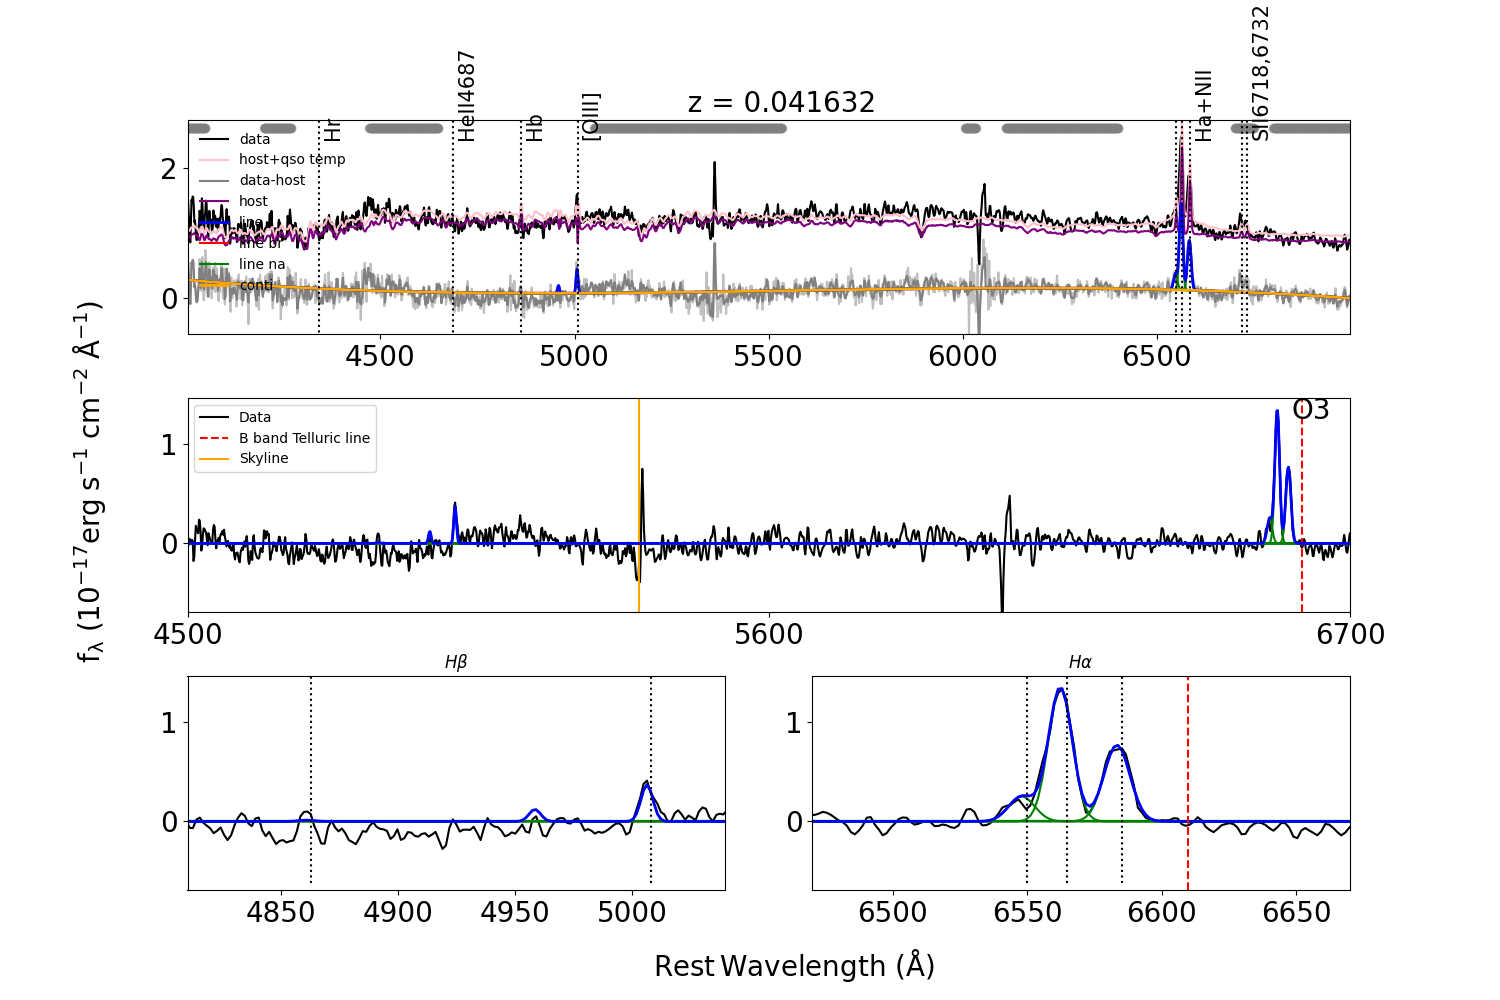 z = 0.041632
Hr
HeII4687
Hb
[OIII]
Ha+NII
SII6718,6732
data
host+qso temp
data-host
host
line
line br
line na
conti
2
0
4500 5000 5500 6000 6500
fλ (10⁻¹⁷erg s⁻¹ cm⁻² Å⁻¹)
Data
B band Telluric line
Skyline
O3
1
0
4500 5600 6700
Hβ
1
0
4850 4900 4950 5000
Hα
1
0
6500 6550 6600 6650
Rest Wavelength (Å)